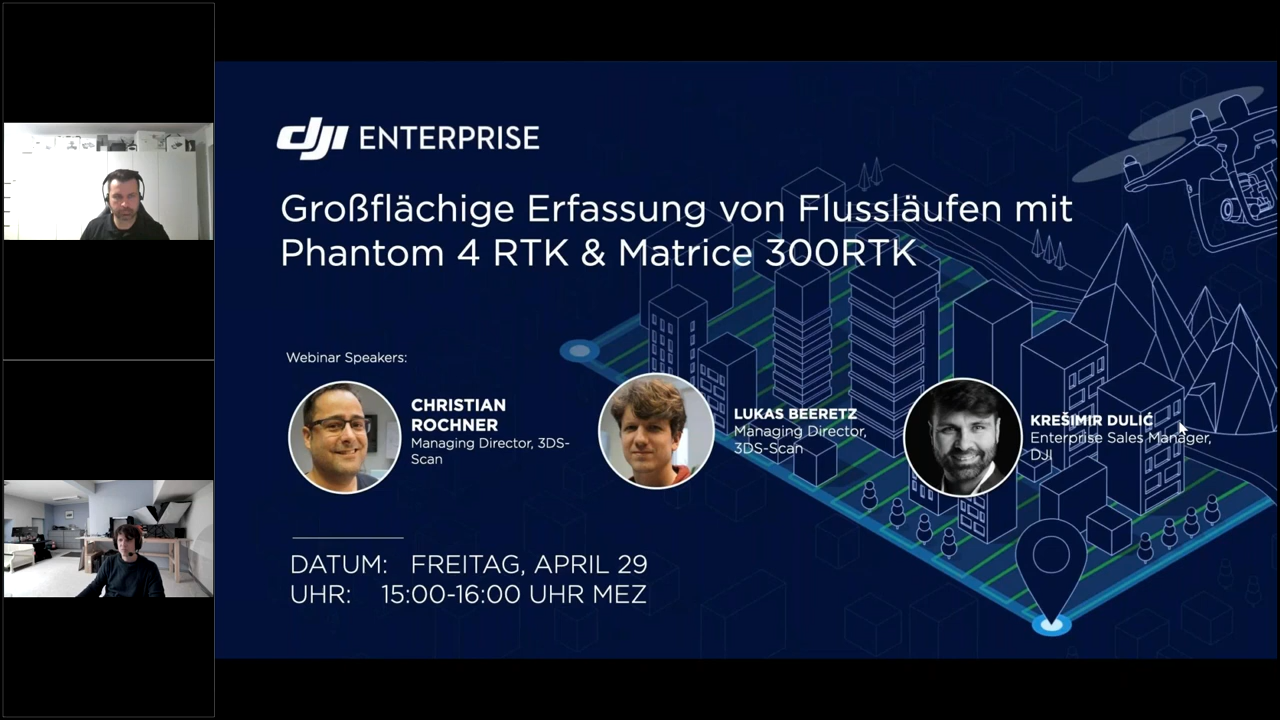 dji ENTERPRISE
Großflächige Erfassung von Flussläufen mit
Phantom 4 RTK & Matrice 300RTK
Webinar Speakers:
CHRISTIAN
ROCHNER
Managing Director, 3DS-
Scan
LUKAS BEERETZ
Managing Director,
3DS-Scan
KREŠIMIR DULIĆ
Enterprise Sales Manager,
DJI
DATUM: FREITAG, APRIL 29
UHR: 15:00-16:00 UHR MEZ